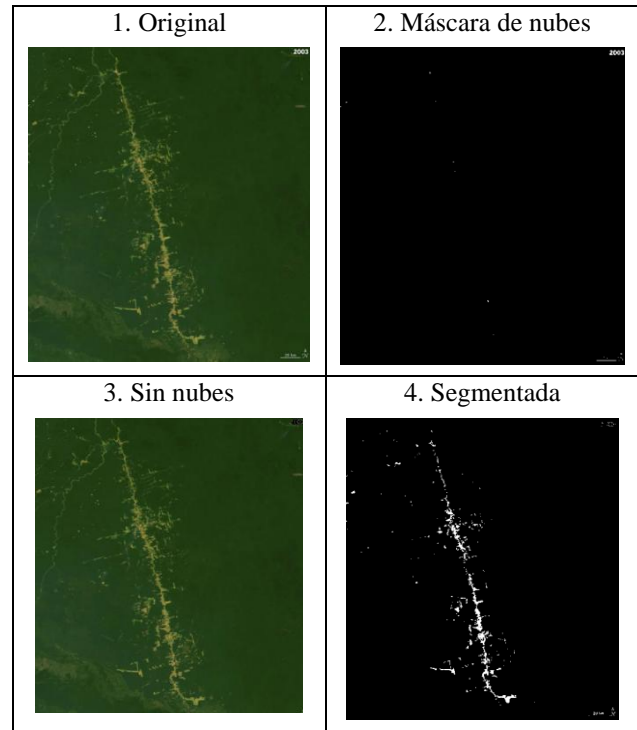 1. Original
2. Máscara de nubes
2003
2003
3. Sin nubes
4. Segmentada